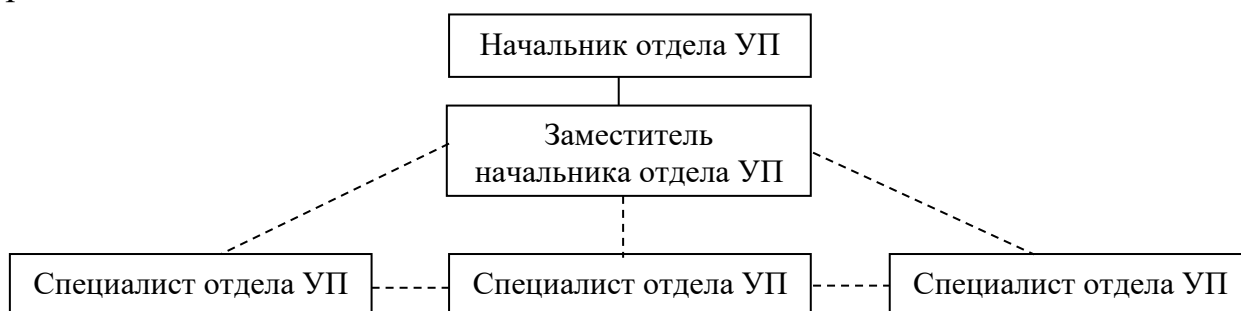 Начальник отдела УП
Заместитель
начальника отдела УП
Специалист отдела УП
Специалист отдела УП
Специалист отдела УП